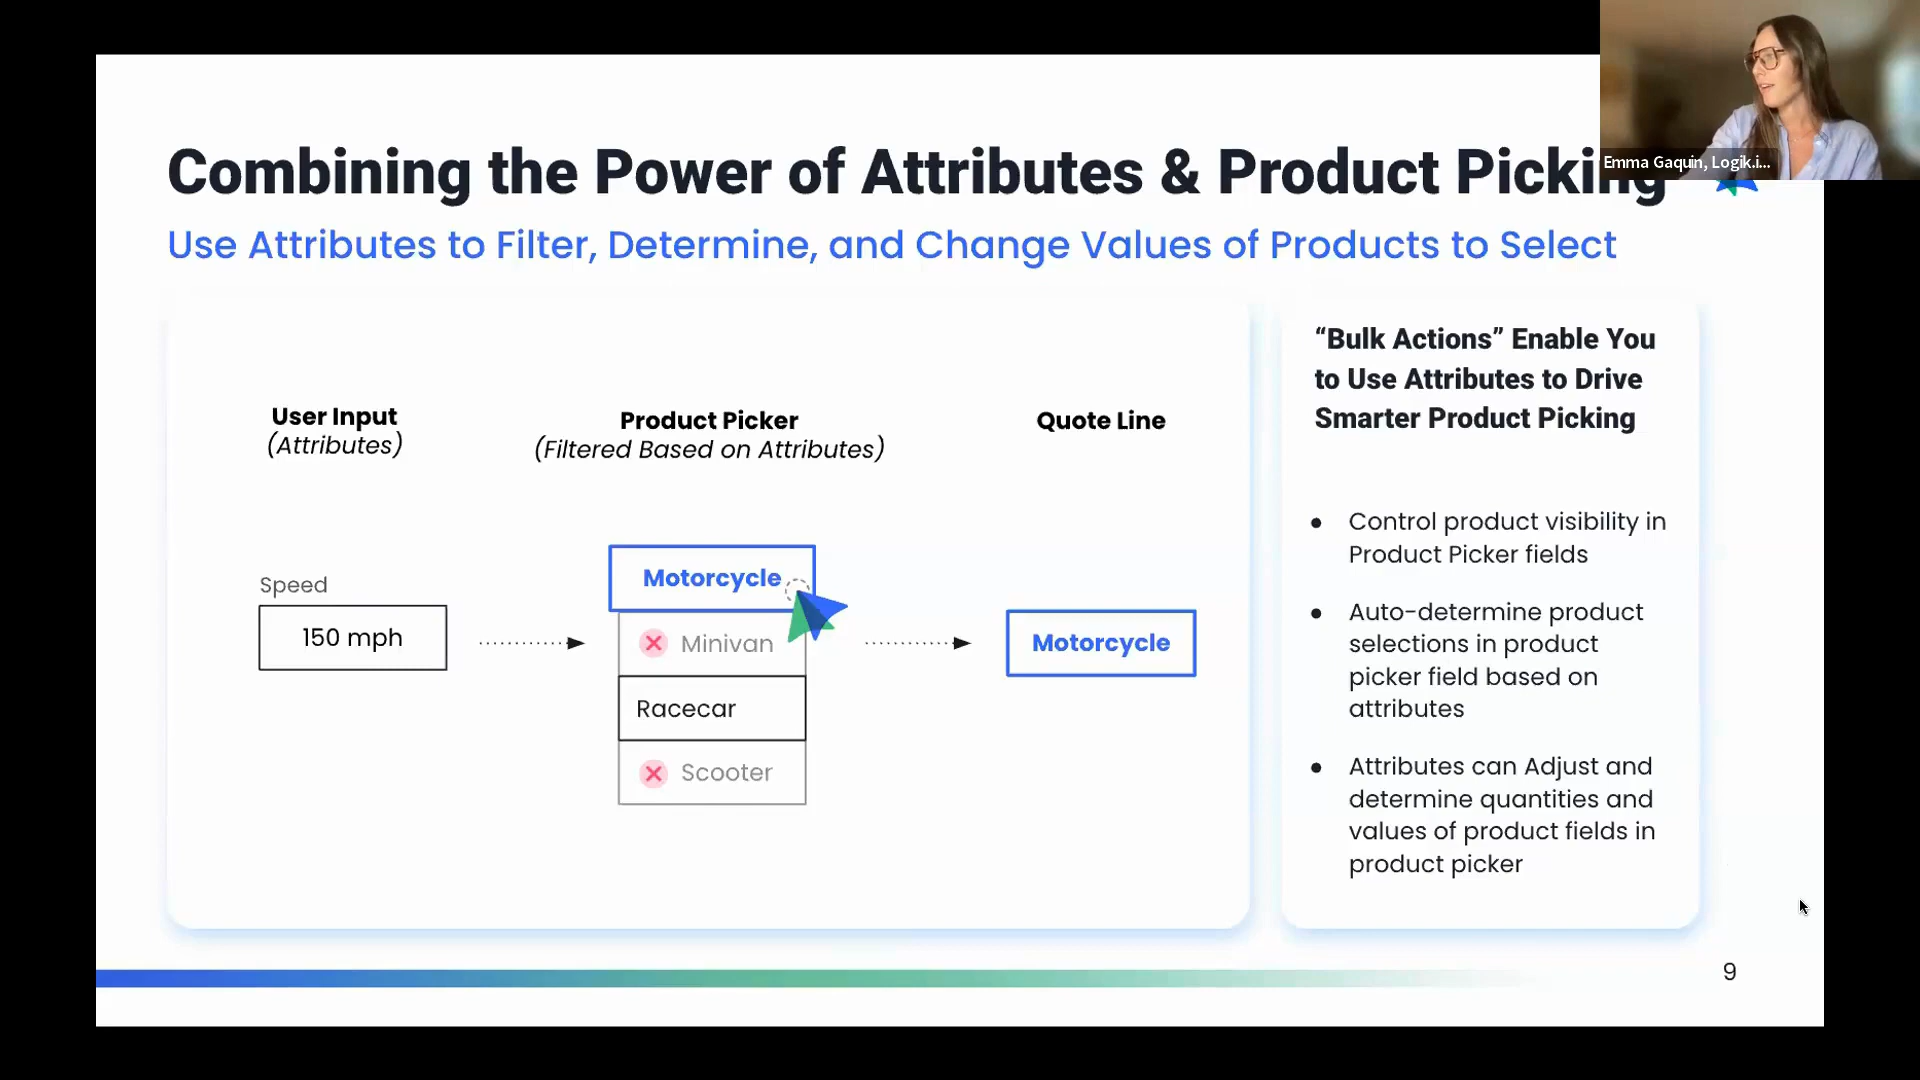 Combining the Power of Attributes & Product Picking
Emma Gaquin, Logik.i...
Use Attributes to Filter, Determine, and Change Values of Products to Select
User Input
(Attributes)
Product Picker
(Filtered Based on Attributes)
Quote Line
Speed
150 mph
Motorcycle
Minivan
Racecar
Scooter
Motorcycle
“Bulk Actions” Enable You
to Use Attributes to Drive
Smarter Product Picking
● Control product visibility in
Product Picker fields
● Auto-determine product
selections in product
picker field based on
attributes
● Attributes can Adjust and
determine quantities and
values of product fields in
product picker
9